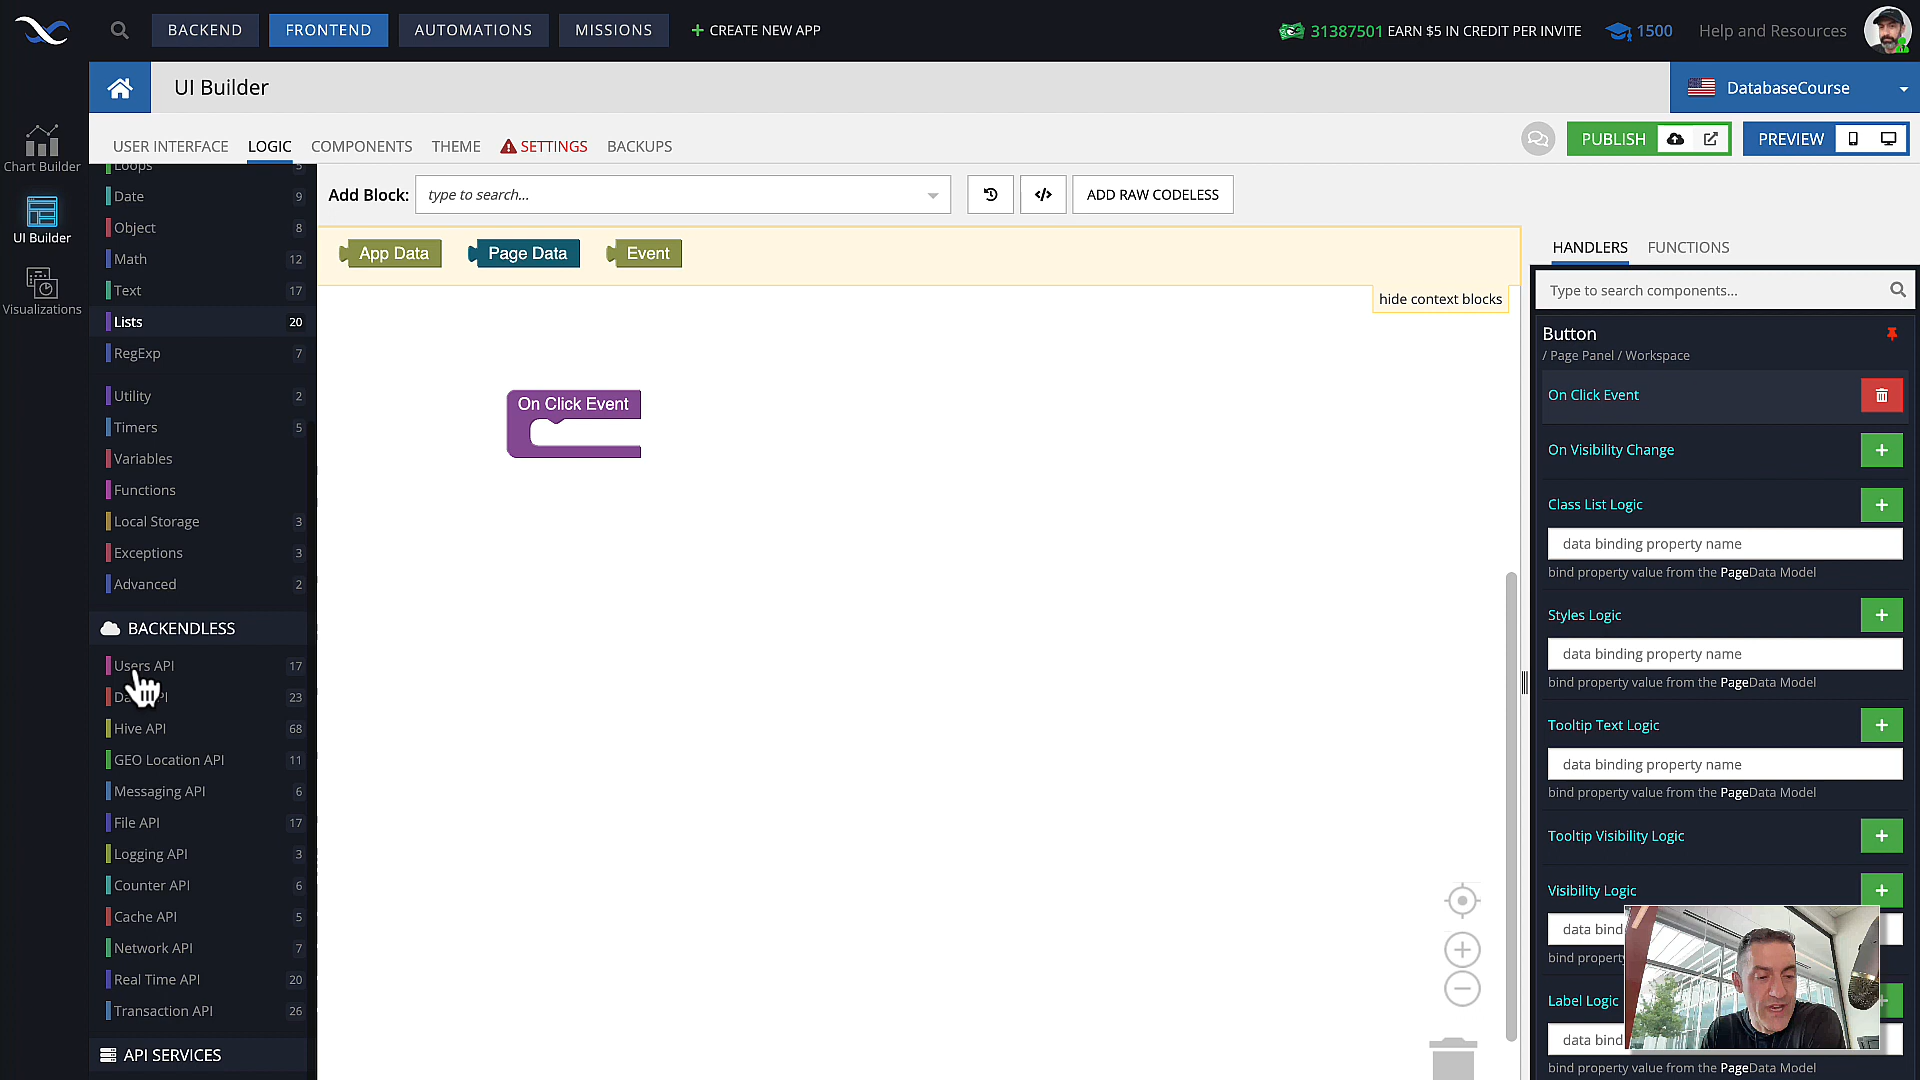 BACKEND
FRONTEND
AUTOMATIONS
MISSIONS
+ CREATE NEW APP
31387501 EARN $5 IN CREDIT PER INVITE
1500
Help and Resources
UI Builder
DatabaseCourse
USER INTERFACE
LOGIC
COMPONENTS
THEME
SETTINGS
BACKUPS
PUBLISH
PREVIEW
Chart Builder
UI Builder
Visualizations
Loops 5
Date 9
Object 8
Math 12
Text 17
Lists 20
RegExp 7
Utility 2
Timers 5
Variables
Functions
Local Storage 3
Exceptions 3
Advanced 2
BACKENDLESS
Users API 17
23
Hive API 68
GEO Location API 11
Messaging API 6
File API 17
Logging API 3
Counter API 6
Cache API 5
Network API 7
Real Time API 20
Transaction API 26
API SERVICES
Add Block: type to search...
ADD RAW CODELESS
App Data
Page Data
Event
hide context blocks
On Click Event
HANDLERS
FUNCTIONS
Type to search components...
Button
/ Page Panel / Workspace
On Click Event
On Visibility Change
Class List Logic
data binding property name
bind property value from the PageData Model
Styles Logic
data binding property name
bind property value from the PageData Model
Tooltip Text Logic
data binding property name
bind property value from the PageData Model
Tooltip Visibility Logic
Visibility Logic
data bind
bind property
Label Logic
data bind
bind property value from the PageData Model